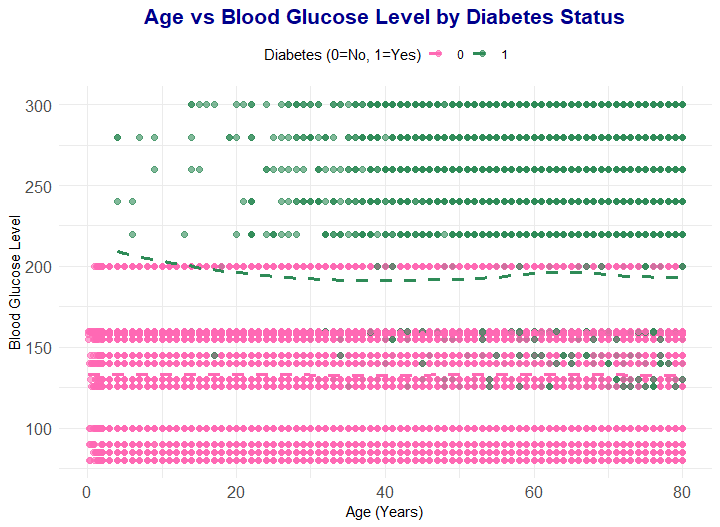 Age vs Blood Glucose Level by Diabetes Status
Diabetes (0=No, 1=Yes) 0 1
Blood Glucose Level
300
250
200
150
100
0 20 40 60 80
Age (Years)